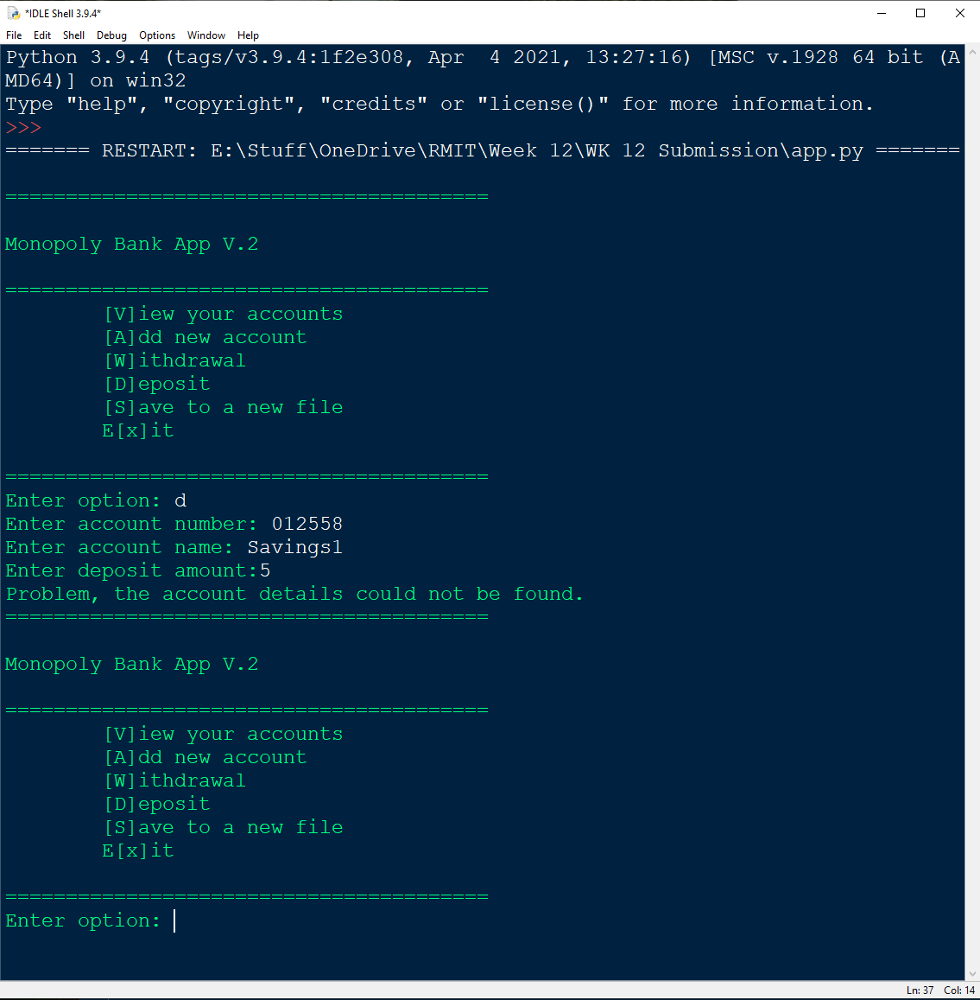 *IDLE Shell 3.9.4*
File Edit Shell Debug Options Window Help
Python 3.9.4 (tags/v3.9.4:1f2e308, Apr  4 2021, 13:27:16) [MSC v.1928 64 bit (A
MD64)] on win32
Type "help", "copyright", "credits" or "license()" for more information.
>>>
======= RESTART: E:\Stuff\OneDrive\RMIT\Week 12\WK 12 Submission\app.py =======
========================================
Monopoly Bank App V.2
========================================
[V]iew your accounts
[A]dd new account
[W]ithdrawal
[D]eposit
[S]ave to a new file
E[x]it
========================================
Enter option: d
Enter account number: 012558
Enter account name: Savings1
Enter deposit amount:5
Problem, the account details could not be found.
========================================
Monopoly Bank App V.2
========================================
[V]iew your accounts
[A]dd new account
[W]ithdrawal
[D]eposit
[S]ave to a new file
E[x]it
========================================
Enter option:
Ln: 37 Col: 14